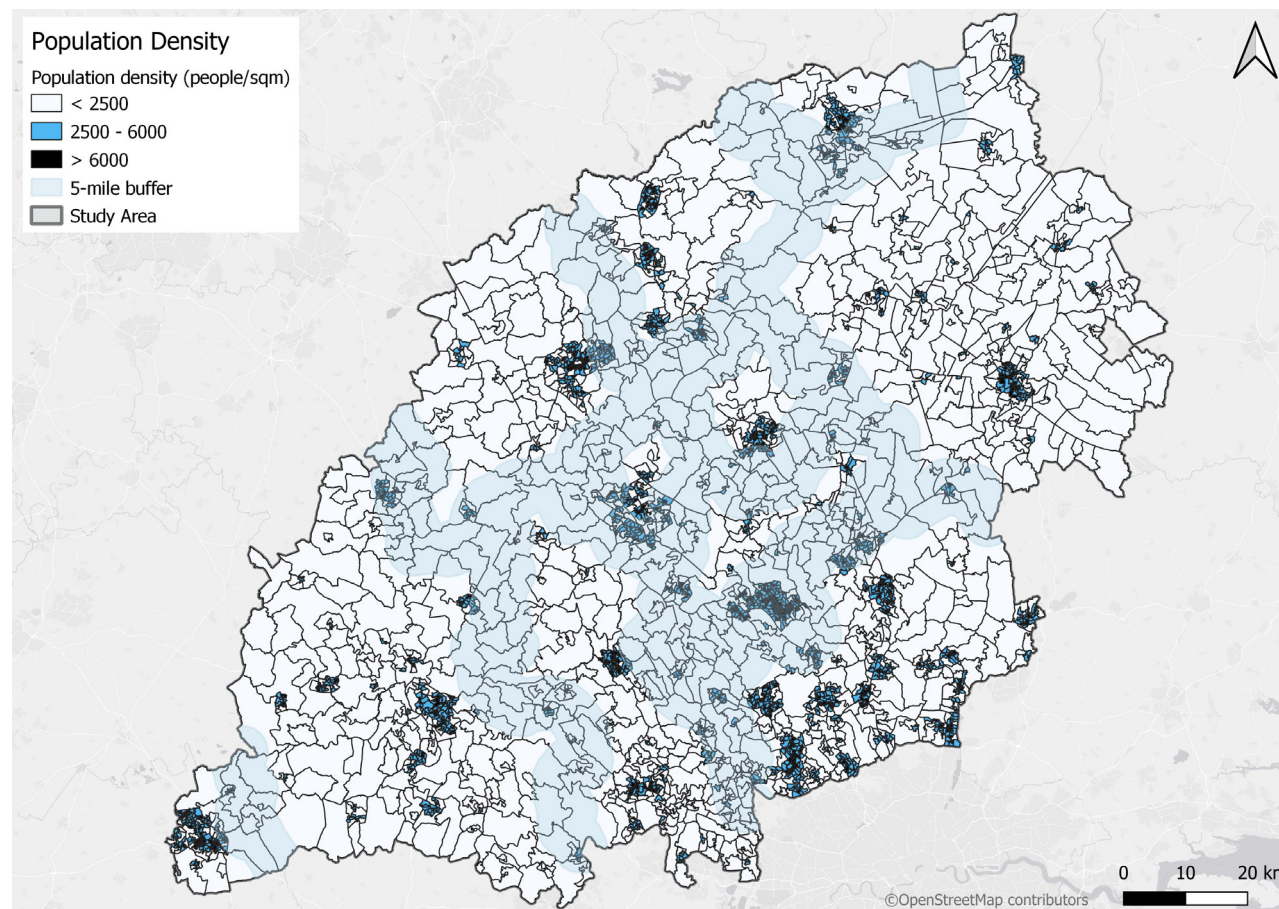 Population Density
Population density (people/sqm)
< 2500
2500 - 6000
> 6000
5-mile buffer
Study Area
0 10 20 km
©OpenStreetMap contributors